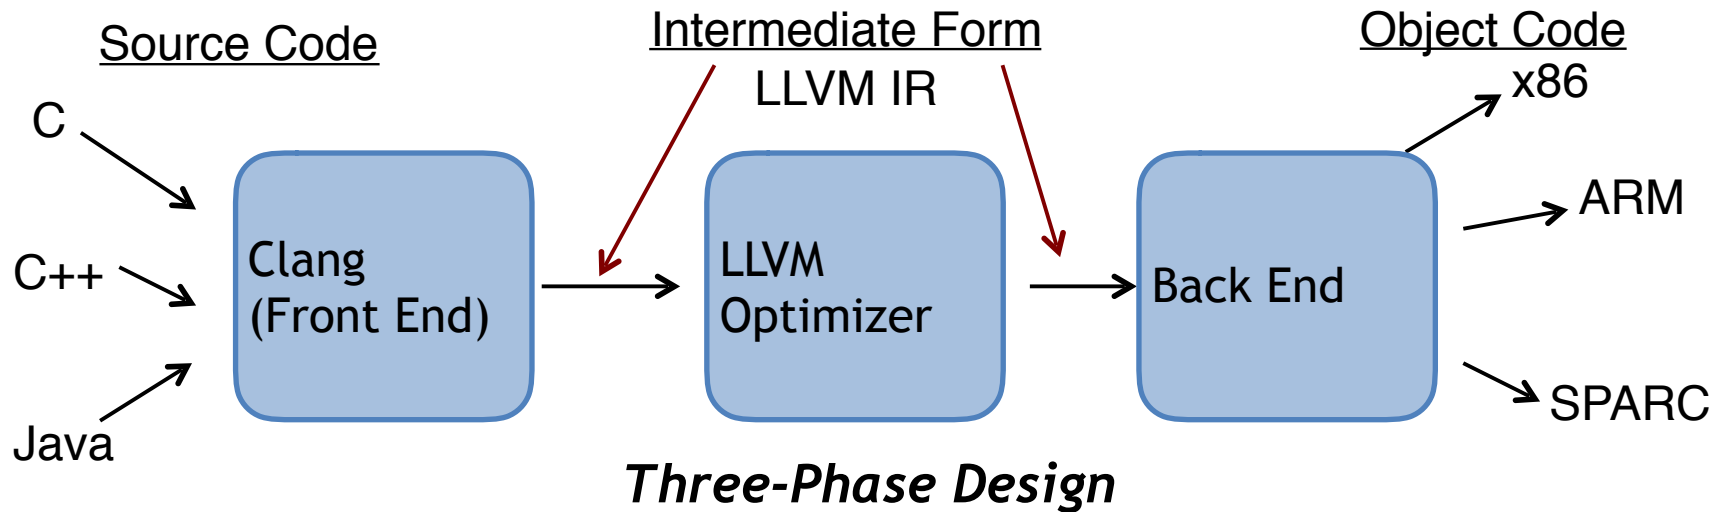 Source Code
Intermediate Form
Object Code
LLVM IR
C
C++
Java
Clang
(Front End)
LLVM
Optimizer
Back End
x86
ARM
SPARC
Three-Phase Design